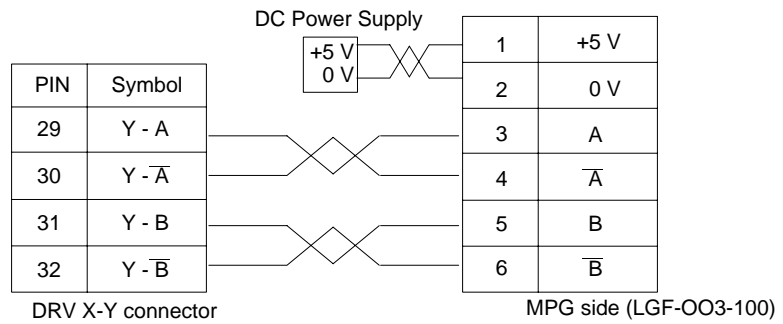 DC Power Supply
+5 V
0 V
1 +5 V
2 0 V
3 A
4 A̅
5 B
6 B̅
MPG side (LGF-OO3-100)
PIN Symbol
29 Y - A
30 Y - A̅
31 Y - B
32 Y - B̅
DRV X-Y connector